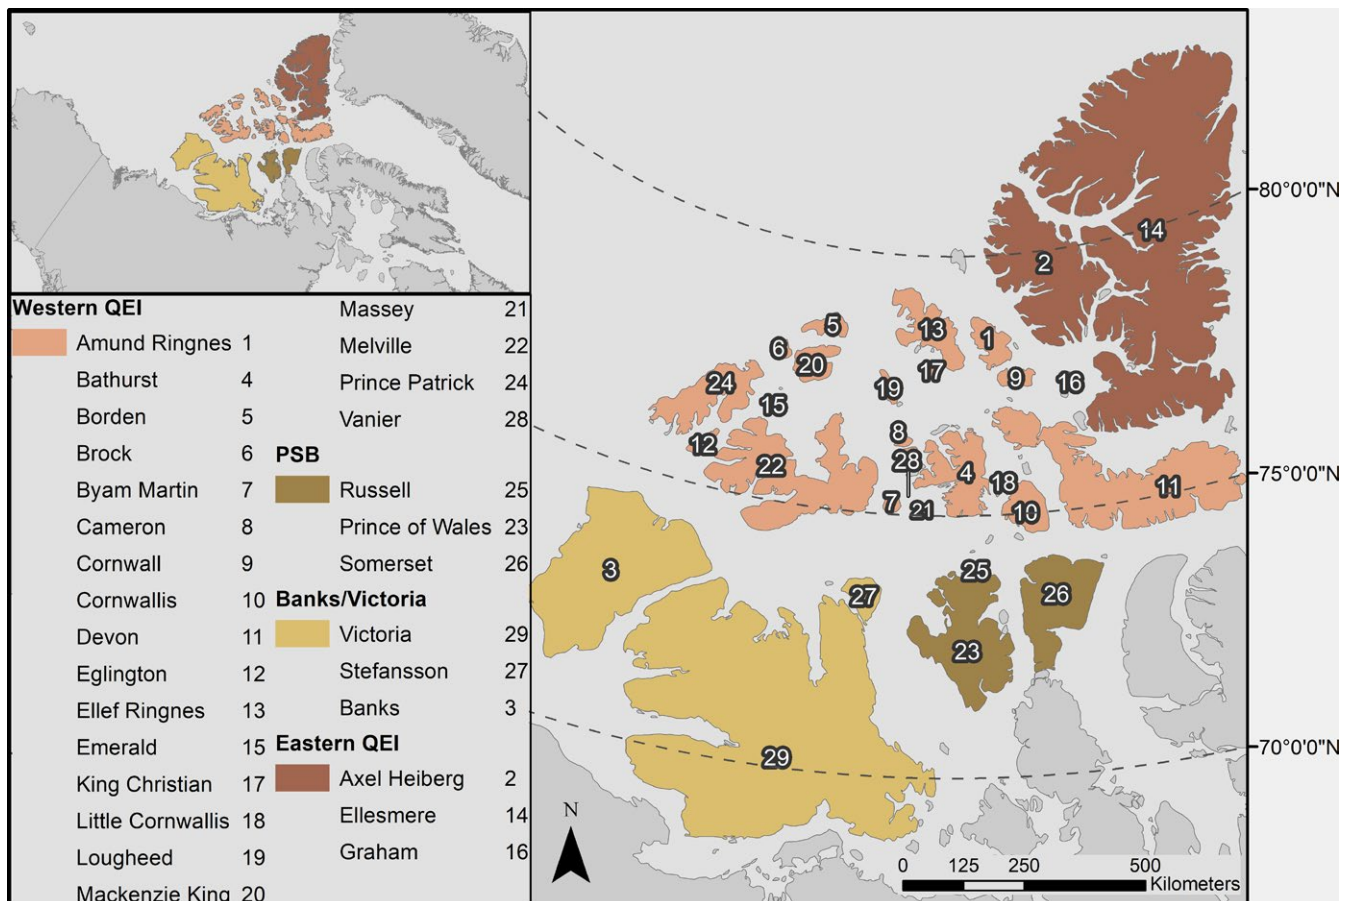 Western QEI
Amund Ringnes 1
Bathurst 4
Borden 5
Brock 6
Byam Martin 7
Cameron 8
Cornwall 9
Cornwallis 10
Devon 11
Eglington 12
Ellef Ringnes 13
Emerald 15
King Christian 17
Little Cornwallis 18
Lougheed 19
Mackenzie King 20
Massey 21
Melville 22
Prince Patrick 24
Vanier 28
PSB
Russell 25
Prince of Wales 23
Somerset 26
Banks/Victoria
Victoria 29
Stefansson 27
Banks 3
Eastern QEI
Axel Heiberg 2
Ellesmere 14
Graham 16
80°0'0"N
14
2
5
13
1
6
20
17
24
19
9
16
15
12
8
22
28
4
18
11
75°0'0"N
7
21
10
3
27
25
26
23
29
70°0'0"N
N
0 125 250 500
Kilometers